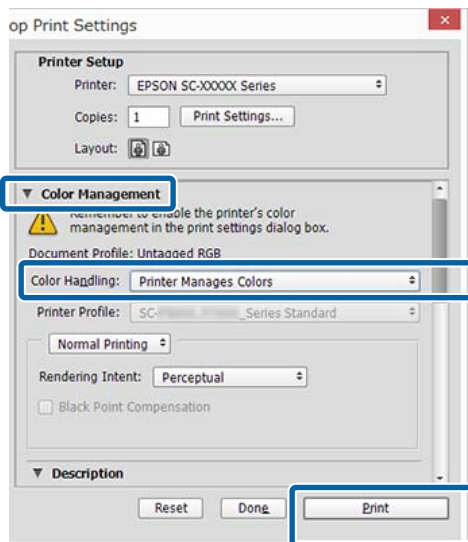 op Print Settings
Printer Setup
Printer: EPSON SC-XXXXX Series
Copies: 1 Print Settings...
Layout:
Color Management
Remember to enable the printer's color
management in the print settings dialog box.
Document Profile: Untagged RGB
Color Handling: Printer Manages Colors
Printer Profile: SC- _Series Standard
Normal Printing
Rendering Intent: Perceptual
Black Point Compensation
Description
Reset Done Print